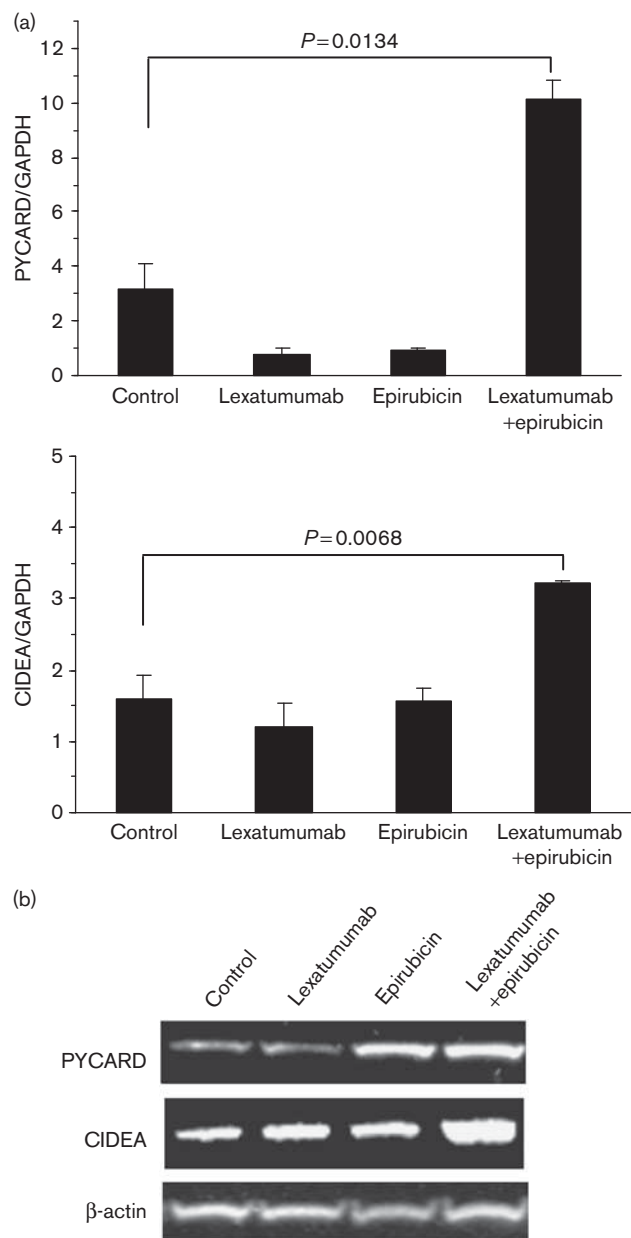 (a)
P=0.0134
PYCARD/GAPDH
12
10
8
6
4
2
0
Control
Lexatumumab
Epirubicin
Lexatumumab
+epirubicin
P=0.0068
CIDEA/GAPDH
5
4
3
2
1
0
Control
Lexatumumab
Epirubicin
Lexatumumab
+epirubicin
(b)
Control
Lexatumumab
Epirubicin
Lexatumumab
+epirubicin
PYCARD
CIDEA
β-actin